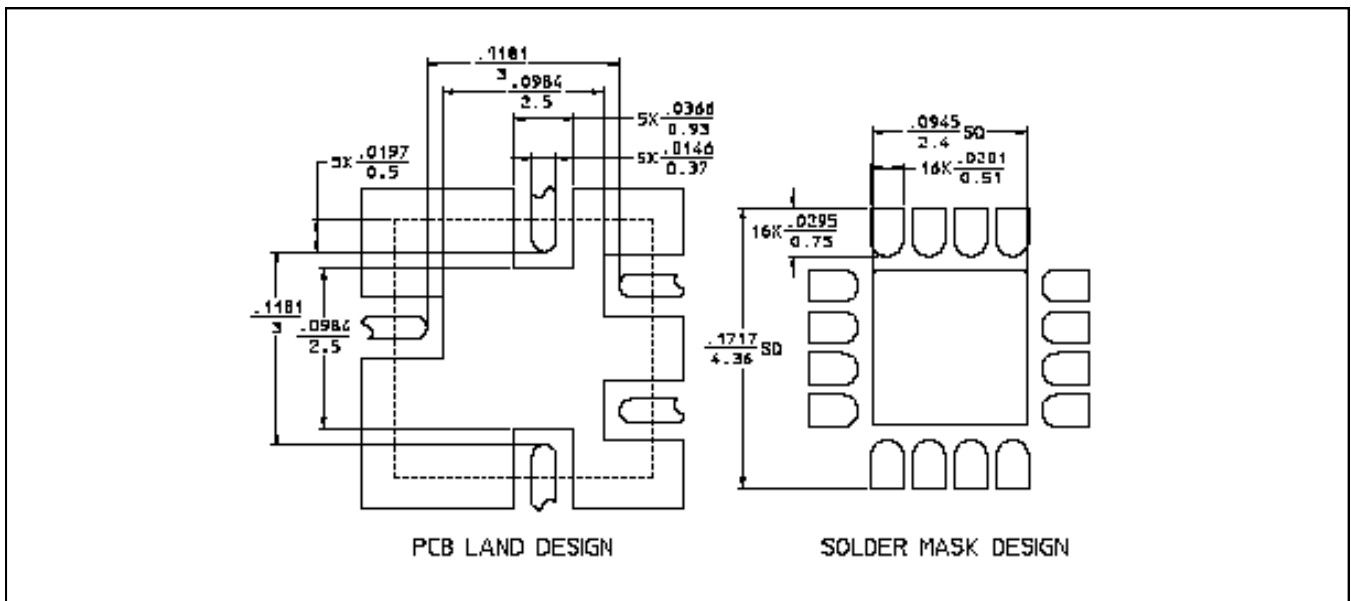 .1181
3
.0984
2.5
5X .0366
0.93
5X .0146
0.37
5X .0197
0.5
.1181
3
.0984
2.5
PCB LAND DESIGN
.0945 SQ
2.4
16X .0201
0.51
16X .0295
0.75
.1717 SQ
4.36
SOLDER MASK DESIGN